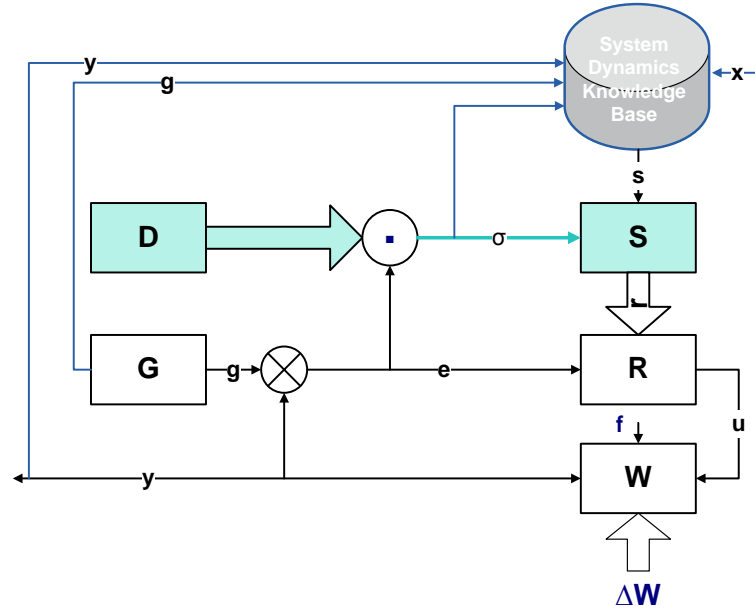 System
Dynamics
Knowledge
Base
y
g
x
s
D
.
σ
S
r
G
g
e
R
f
u
y
W
ΔW